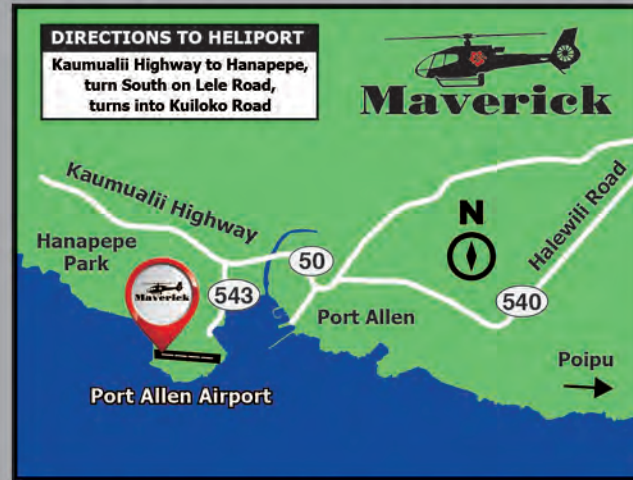 DIRECTIONS TO HELIPORT
Kaumualii Highway to Hanapepe,
turn South on Lele Road,
turns into Kuiloko Road
Maverick
Kaumualii Highway
Halewili Road
N
Hanapepe
Park
50
Maverick
543
540
Port Allen
Poipu
Port Allen Airport